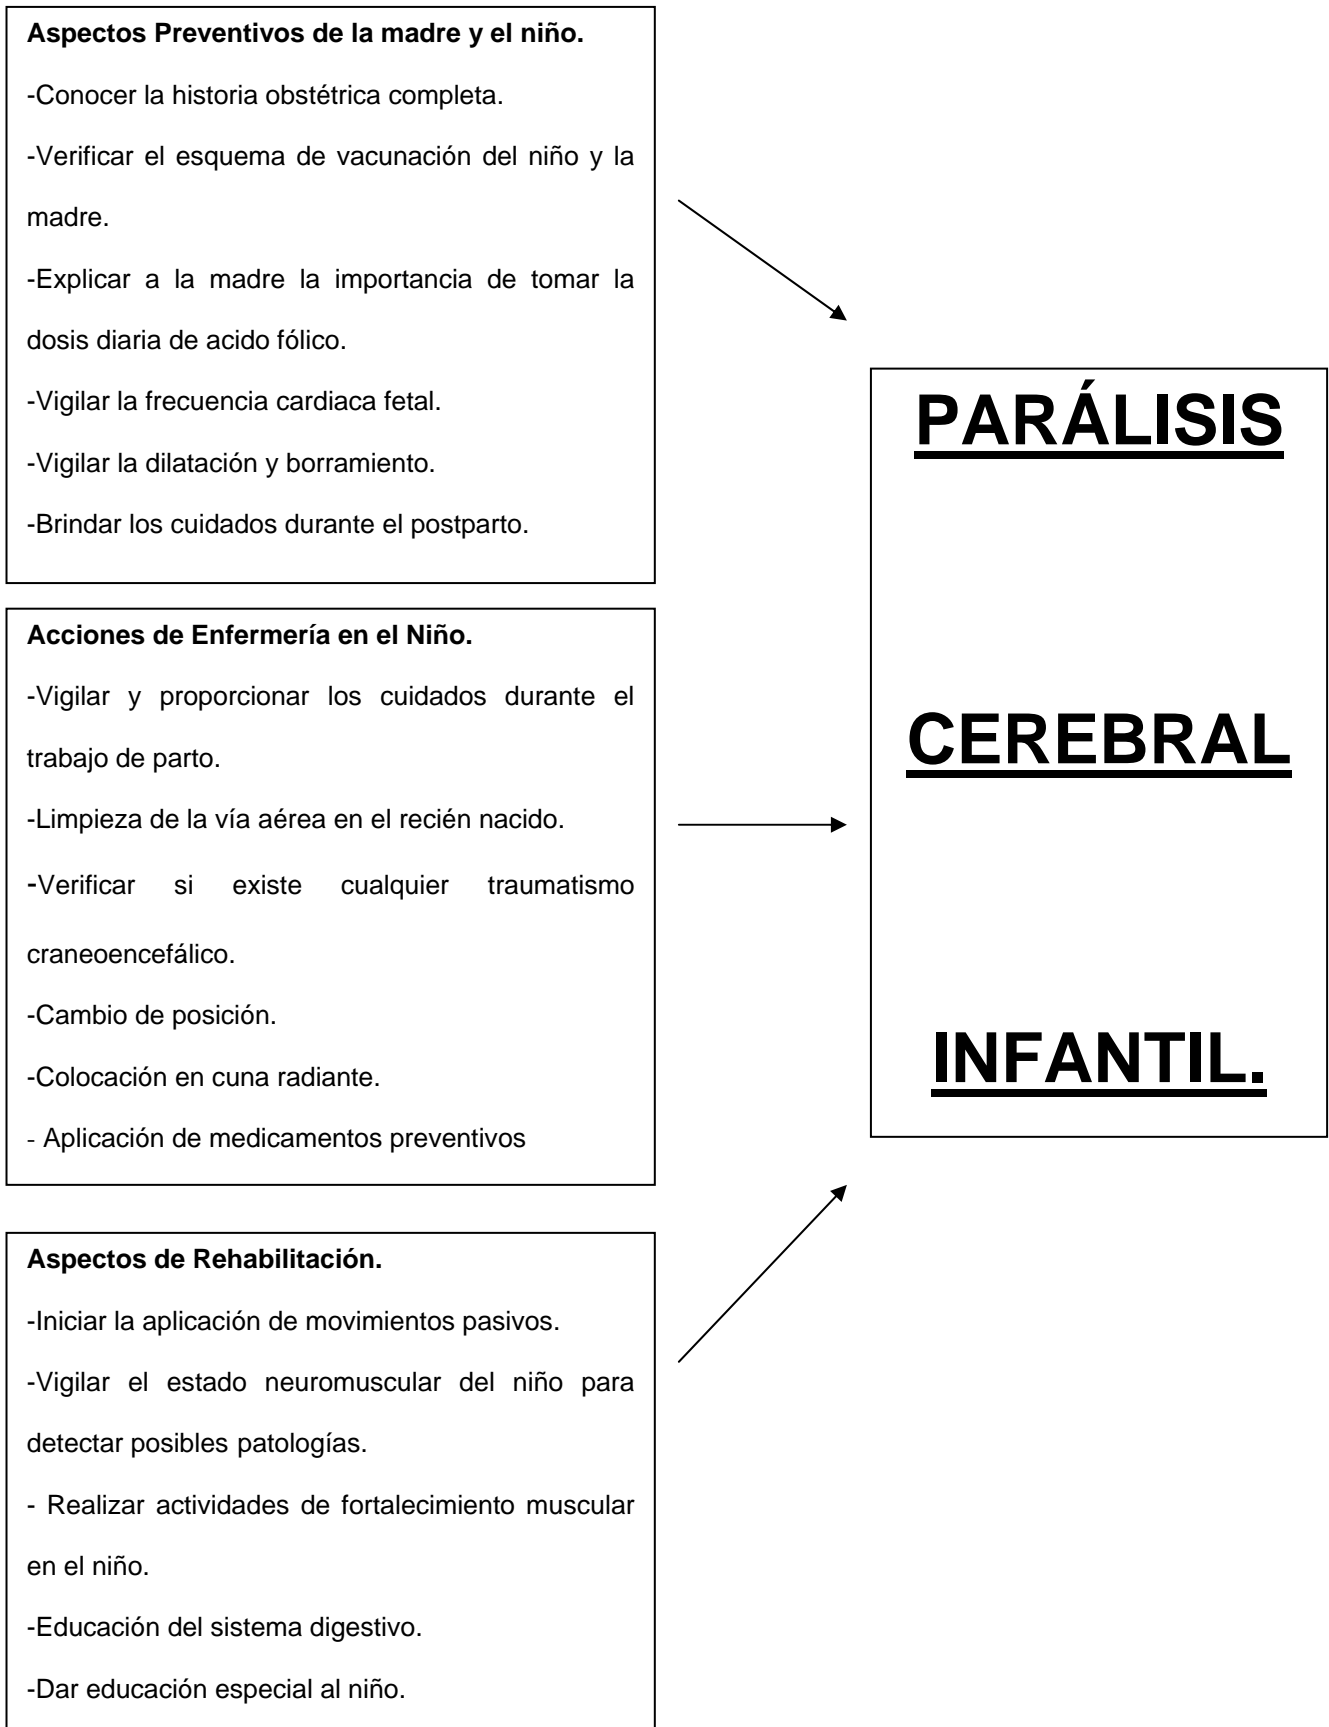 Aspectos Preventivos de la madre y el niño.
-Conocer la historia obstétrica completa.
-Verificar el esquema de vacunación del niño y la
madre.
-Explicar a la madre la importancia de tomar la
dosis diaria de acido fólico.
-Vigilar la frecuencia cardiaca fetal.
-Vigilar la dilatación y borramiento.
-Brindar los cuidados durante el postparto.
Acciones de Enfermería en el Niño.
-Vigilar y proporcionar los cuidados durante el
trabajo de parto.
-Limpieza de la vía aérea en el recién nacido.
-Verificar si existe cualquier traumatismo
craneoencefálico.
-Cambio de posición.
-Colocación en cuna radiante.
- Aplicación de medicamentos preventivos
Aspectos de Rehabilitación.
-Iniciar la aplicación de movimientos pasivos.
-Vigilar el estado neuromuscular del niño para
detectar posibles patologías.
- Realizar actividades de fortalecimiento muscular
en el niño.
-Educación del sistema digestivo.
-Dar educación especial al niño.
PARÁLISIS
CEREBRAL
INFANTIL.